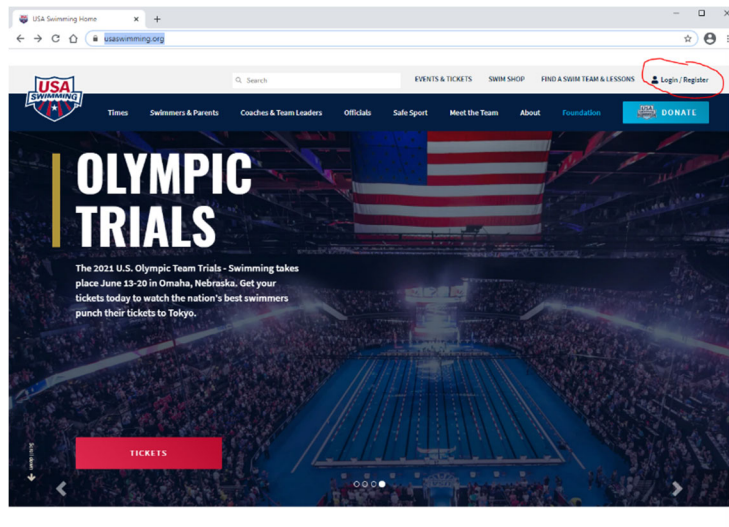 USA Swimming Home
usaswimming.org
USA
SWIMMING
Search
EVENTS & TICKETS
SWIM SHOP
FIND A SWIM TEAM & LESSONS
Login / Register
Times
Swimmers & Parents
Coaches & Team Leaders
Officials
Safe Sport
Meet the Team
About
Foundation
DONATE
OLYMPIC
TRIALS
The 2021 U.S. Olympic Team Trials - Swimming takes
place June 13-20 in Omaha, Nebraska. Get your
tickets today to watch the nation's best swimmers
punch their tickets to Tokyo.
TICKETS